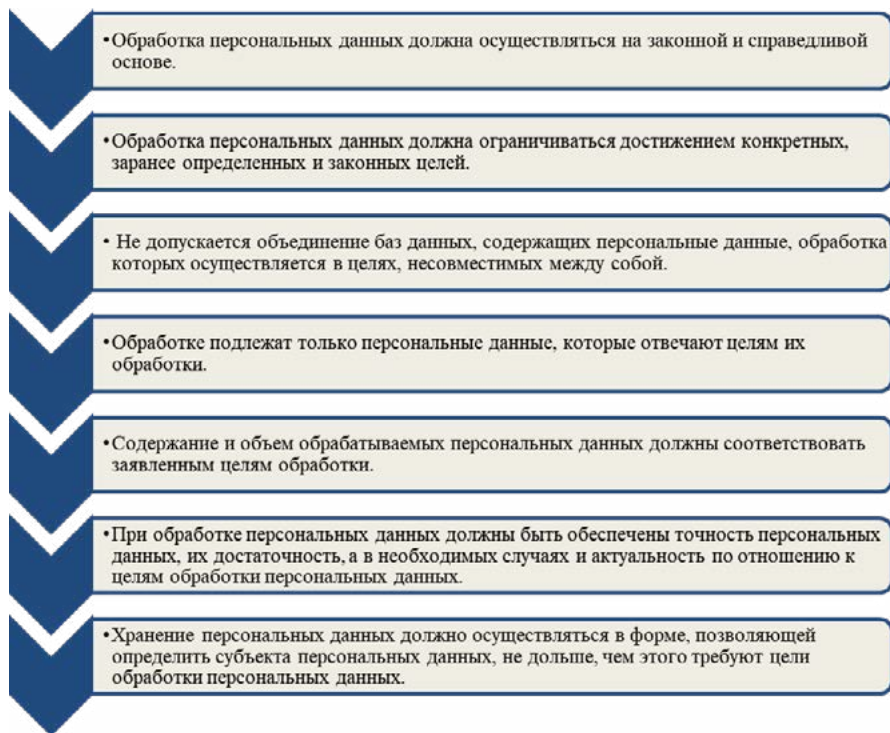 •Обработка персональных данных должна осуществляться на законной и справедливой
основе.
•Обработка персональных данных должна ограничиваться достижением конкретных,
заранее определенных и законных целей.
• Не допускается объединение баз данных, содержащих персональные данные, обработка
которых осуществляется в целях, несовместимых между собой.
•Обработке подлежат только персональные данные, которые отвечают целям их
обработки.
•Содержание и объем обрабатываемых персональных данных должны соответствовать
заявленным целям обработки.
•При обработке персональных данных должны быть обеспечены точность персональных
данных, их достаточность, а в необходимых случаях и актуальность по отношению к
целям обработки персональных данных.
•Хранение персональных данных должно осуществляться в форме, позволяющей
определить субъекта персональных данных, не дольше, чем этого требуют цели
обработки персональных данных.